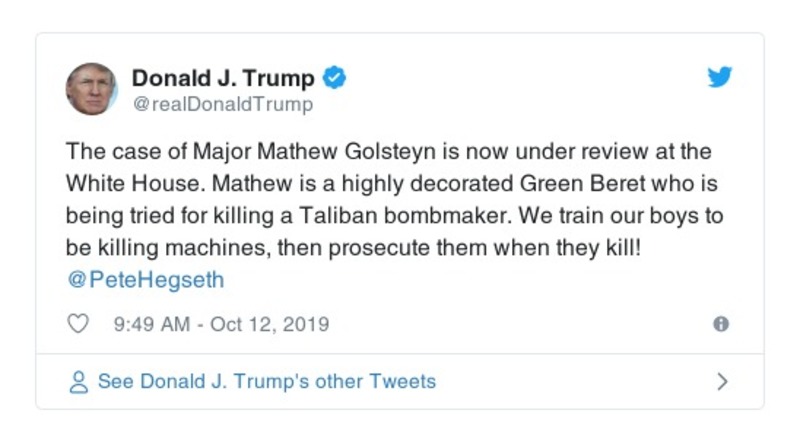 Donald J. Trump
@realDonaldTrump
The case of Major Mathew Golsteyn is now under review at the
White House. Mathew is a highly decorated Green Beret who is
being tried for killing a Taliban bombmaker. We train our boys to
be killing machines, then prosecute them when they kill!
@PeteHegseth
9:49 AM - Oct 12, 2019
See Donald J. Trump's other Tweets